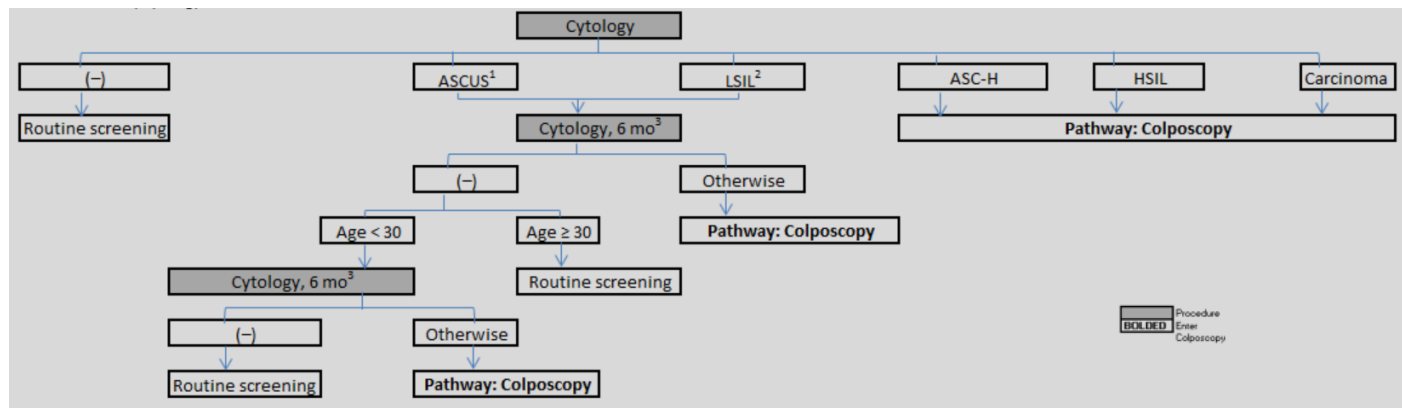 Cytology
(–) ASCUS¹ LSIL² ASC-H HSIL Carcinoma
Routine screening Cytology, 6 mo³ Pathway: Colposcopy
(–) Otherwise
Age < 30 Age ≥ 30 Pathway: Colposcopy
Cytology, 6 mo³ Routine screening
(–) Otherwise
Routine screening Pathway: Colposcopy
Procedure
BOLDED Enter
Colposcopy